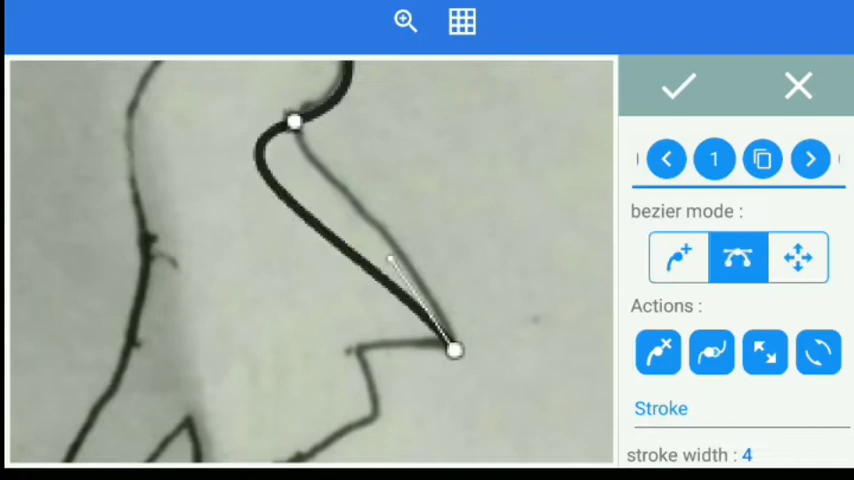 1
bezier mode :
Actions :
Stroke
stroke width : 4